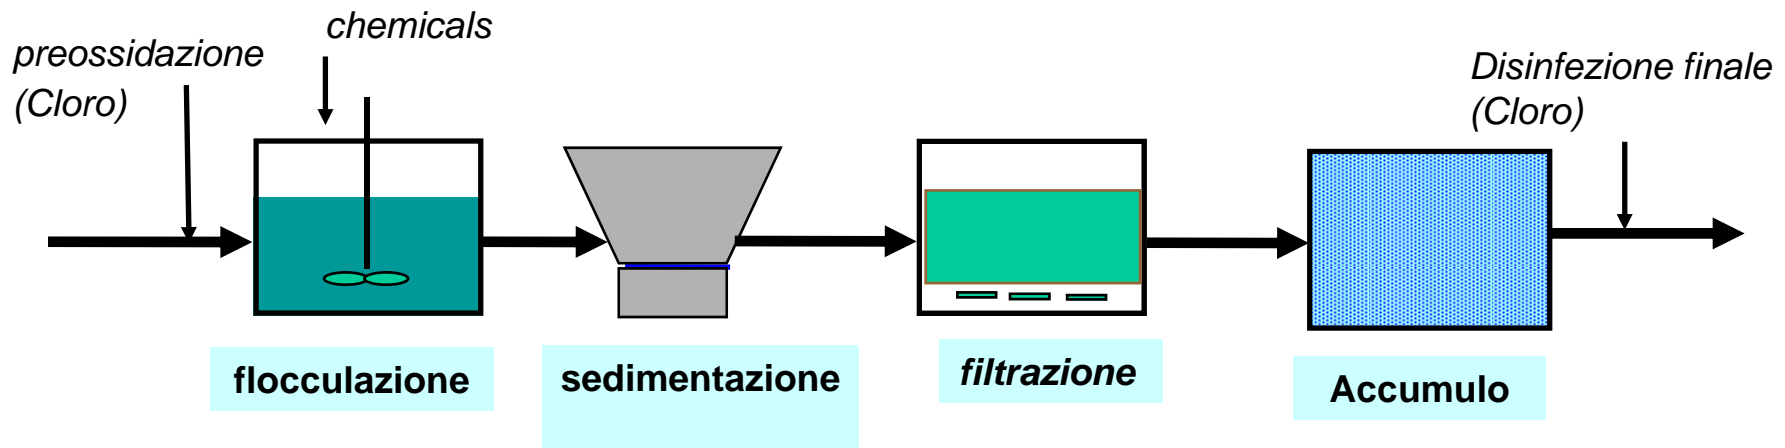 preossidazione
(Cloro)
chemicals
Disinfezione finale
(Cloro)
flocculazione
sedimentazione
filtrazione
Accumulo